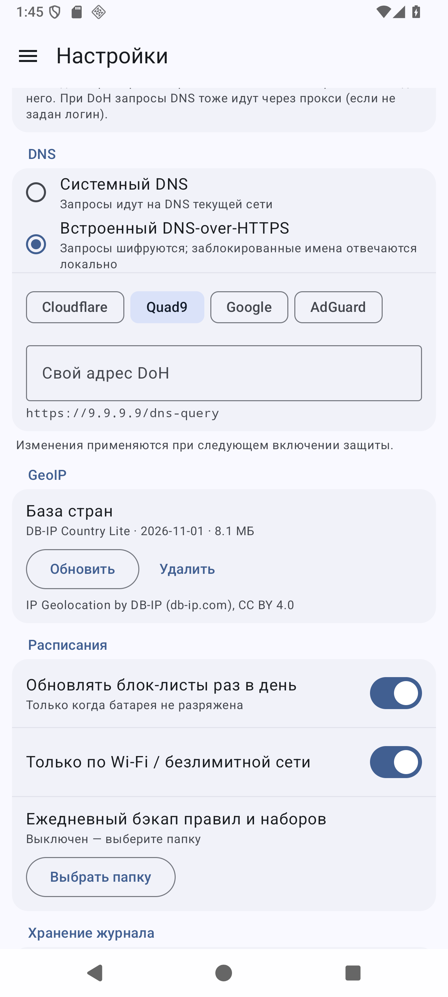 1:45
Настройки
него. При DoH запросы DNS тоже идут через прокси (если не
задан логин).
DNS
Системный DNS
Запросы идут на DNS текущей сети
Встроенный DNS-over-HTTPS
Запросы шифруются; заблокированные имена отвечаются
локально
Cloudflare
Quad9
Google
AdGuard
Свой адрес DoH
https://9.9.9.9/dns-query
Изменения применяются при следующем включении защиты.
GeoIP
База стран
DB-IP Country Lite · 2026-11-01 · 8.1 МБ
Обновить
Удалить
IP Geolocation by DB-IP (db-ip.com), CC BY 4.0
Расписания
Обновлять блок-листы раз в день
Только когда батарея не разряжена
Только по Wi-Fi / безлимитной сети
Ежедневный бэкап правил и наборов
Выключен — выберите папку
Выбрать папку
Хранение журнала